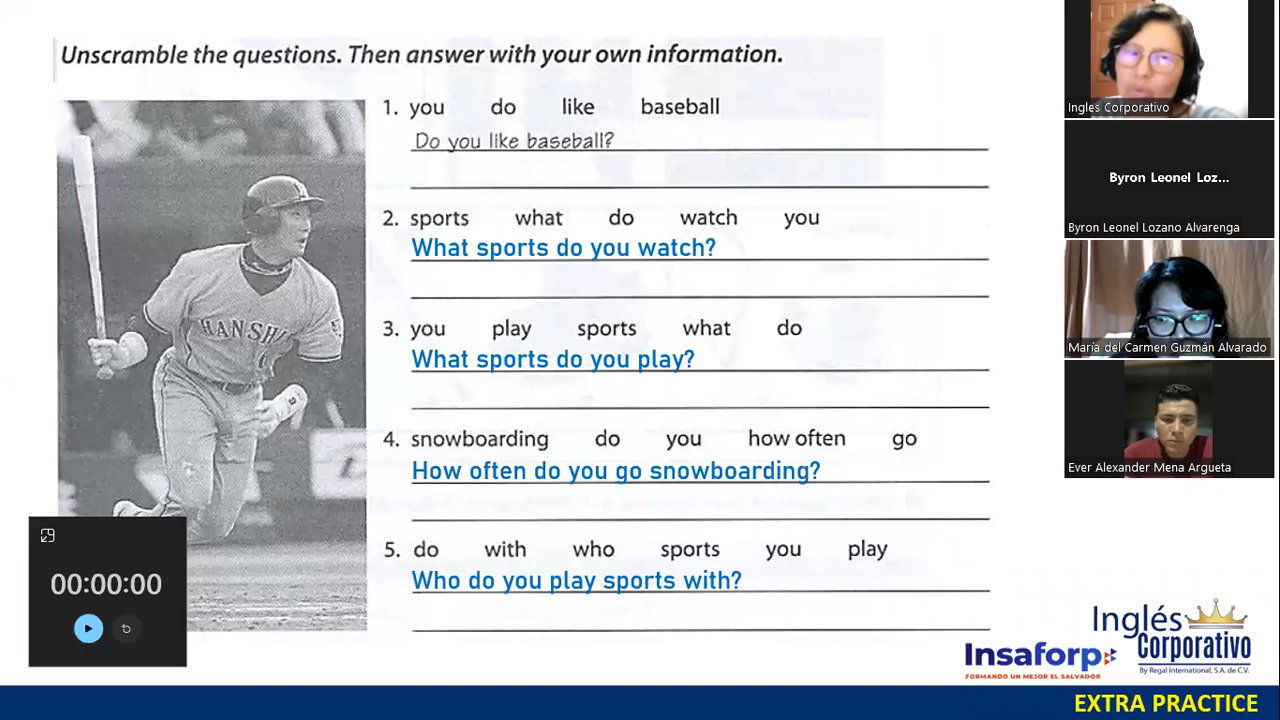 Unscramble the questions. Then answer with your own information.
1. you do like baseball
Do you like baseball?
2. sports what do watch you
What sports do you watch?
3. you play sports what do
What sports do you play?
4. snowboarding do you how often go
How often do you go snowboarding?
5. do with who sports you play
Who do you play sports with?
HANSHI
00:00:00
Ingles Corporativo
Byron Leonel Loz...
Byron Leonel Lozano Alvarenga
María del Carmen Guzmán Alvarado
Ever Alexander Mena Argueta
Insaforp
FORMANDO UN MEJOR EL SALVADOR
Inglés
Corporativo
By Regal International, S.A. de C.V.
EXTRA PRACTICE